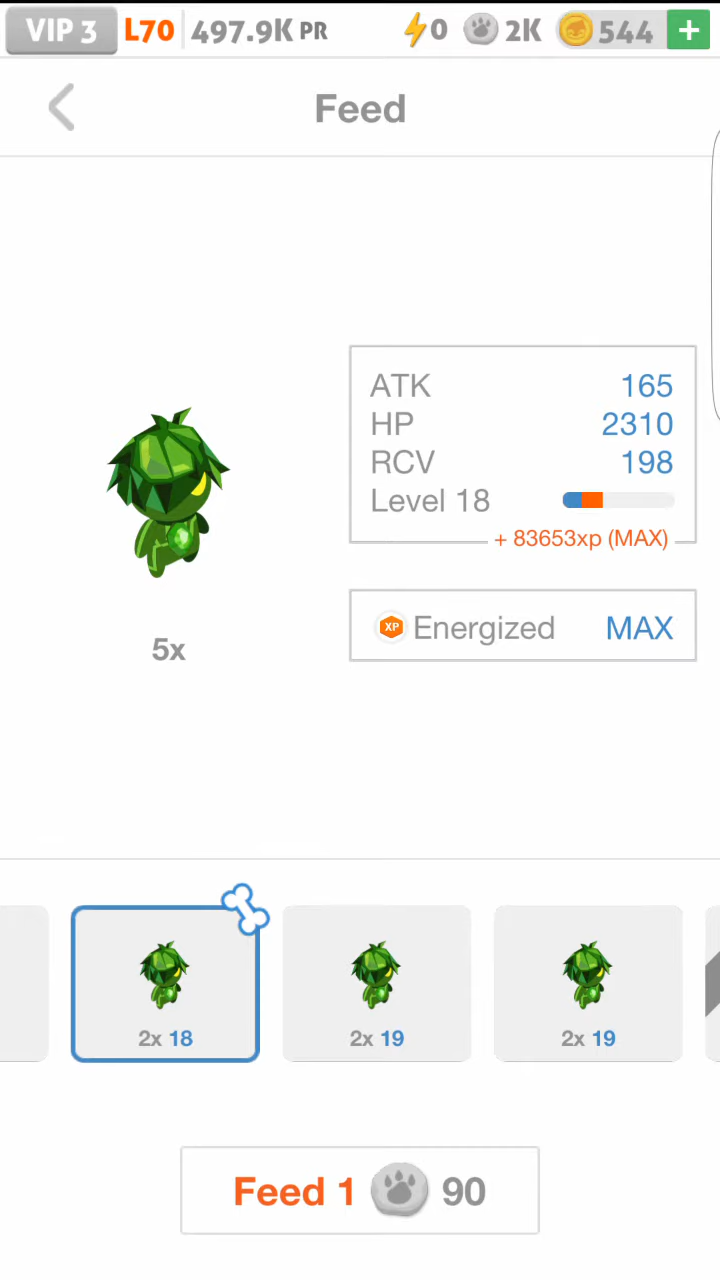 VIP 3 L70 497.9K PR 0 2K 544 +
Feed
ATK 165
HP 2310
RCV 198
Level 18
+ 83653xp (MAX)
XP Energized MAX
5x
2x 18 2x 19 2x 19
Feed 1 90